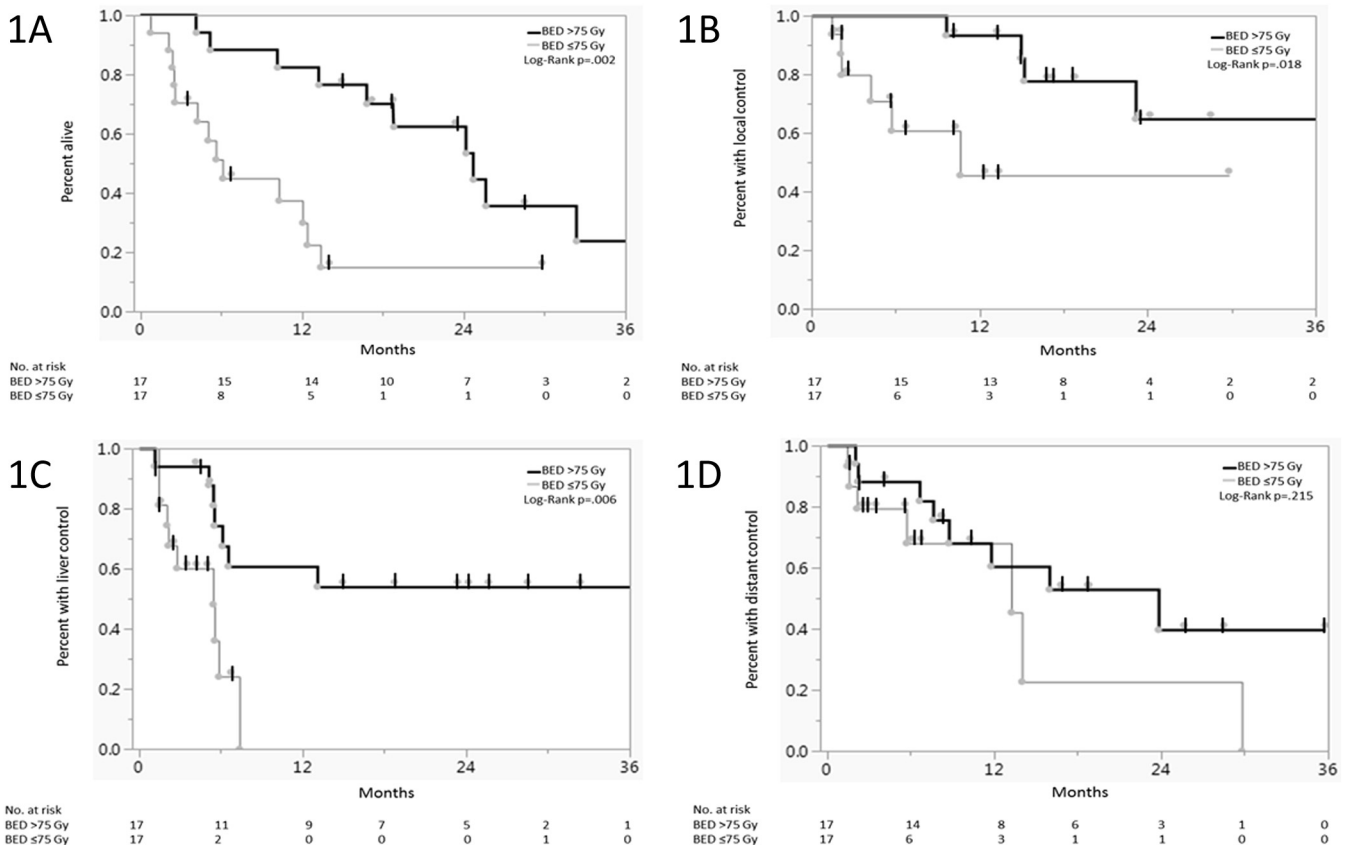 1A
Percent alive
1.0
0.8
0.6
0.4
0.2
0.0
BED >75 Gy
BED ≤75 Gy
Log-Rank p=.002
0 12 24 36
Months
No. at risk
BED >75 Gy 17 15 14 10 7 3 2
BED ≤75 Gy 17 8 5 1 1 0 0
1B
Percent with local control
1.0
0.8
0.6
0.4
0.2
0.0
BED >75 Gy
BED ≤75 Gy
Log-Rank p=.018
0 12 24 36
Months
No. at risk
BED >75 Gy 17 15 13 8 4 2 2
BED ≤75 Gy 17 6 3 1 1 0 0
1C
Percent with liver control
1.0
0.8
0.6
0.4
0.2
0.0
BED >75 Gy
BED ≤75 Gy
Log-Rank p=.006
0 12 24 36
Months
No. at risk
BED >75 Gy 17 11 9 7 5 2 1
BED ≤75 Gy 17 2 0 0 0 1 0
1D
Percent with distant control
1.0
0.8
0.6
0.4
0.2
0.0
BED >75 Gy
BED ≤75 Gy
Log-Rank p=.215
0 12 24 36
Months
No. at risk
BED >75 Gy 17 14 8 6 3 1 0
BED ≤75 Gy 17 6 3 1 1 0 0